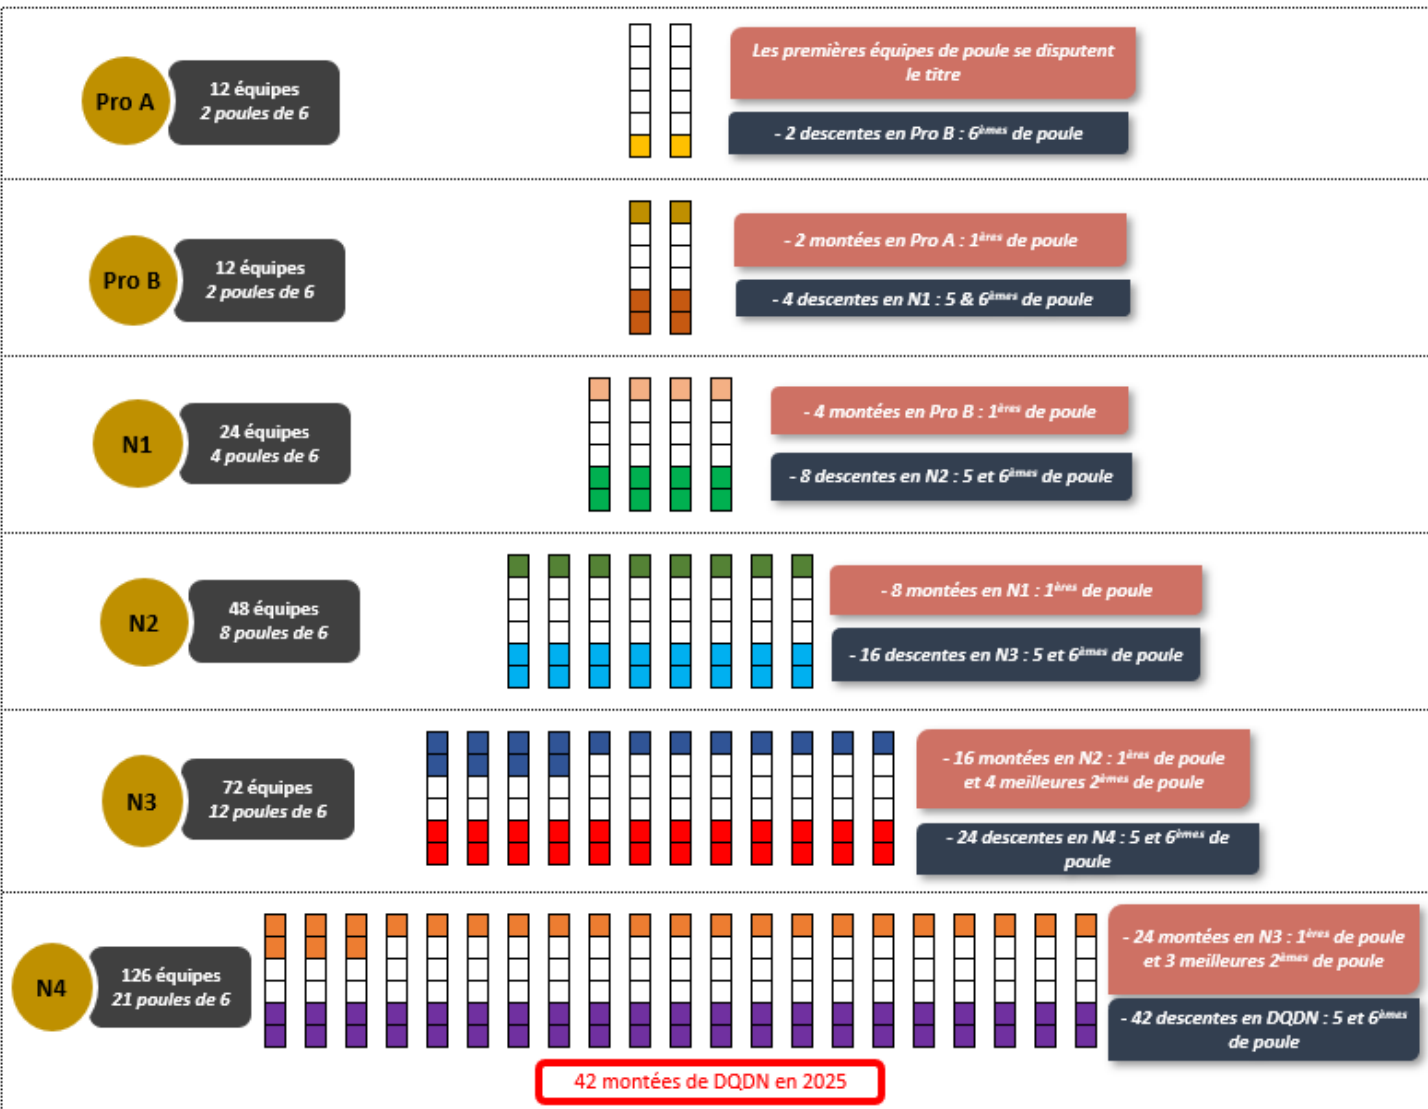 Pro A
12 équipes
2 poules de 6
Les premières équipes de poule se disputent
le titre
- 2 descentes en Pro B : 6èmes de poule
Pro B
12 équipes
2 poules de 6
- 2 montées en Pro A : 1ères de poule
- 4 descentes en N1 : 5 & 6èmes de poule
N1
24 équipes
4 poules de 6
- 4 montées en Pro B : 1ères de poule
- 8 descentes en N2 : 5 et 6èmes de poule
N2
48 équipes
8 poules de 6
- 8 montées en N1 : 1ères de poule
- 16 descentes en N3 : 5 et 6èmes de poule
N3
72 équipes
12 poules de 6
- 16 montées en N2 : 1ères de poule
et 4 meilleures 2èmes de poule
- 24 descentes en N4 : 5 et 6èmes de
poule
N4
126 équipes
21 poules de 6
- 24 montées en N3 : 1ères de poule
et 3 meilleures 2èmes de poule
- 42 descentes en DQDN : 5 et 6èmes
de poule
42 montées de DQDN en 2025